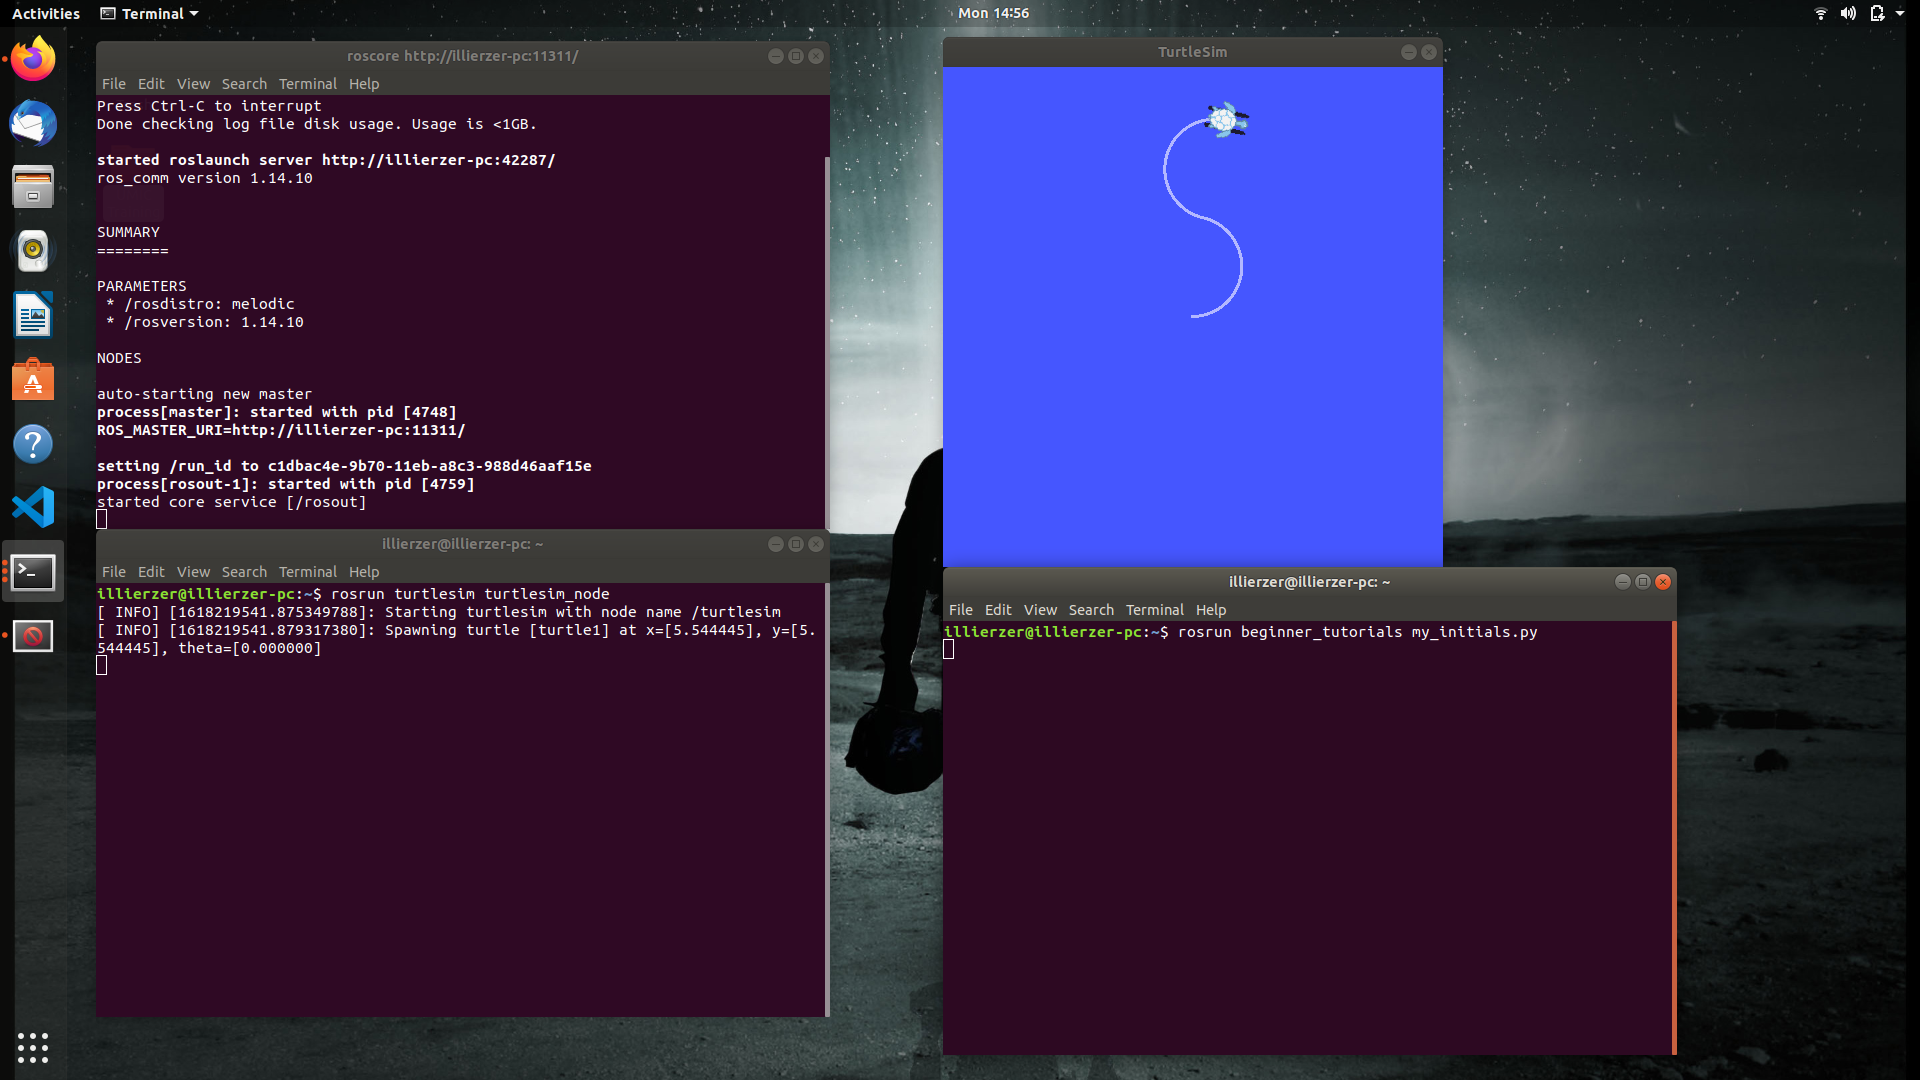 Activities
Terminal
Mon 14:56
roscore http://illierzer-pc:11311/
File Edit View Search Terminal Help
Press Ctrl-C to interrupt
Done checking log file disk usage. Usage is <1GB.
started roslaunch server http://illierzer-pc:42287/
ros_comm version 1.14.10
SUMMARY
========
PARAMETERS
* /rosdistro: melodic
* /rosversion: 1.14.10
NODES
auto-starting new master
process[master]: started with pid [4748]
ROS_MASTER_URI=http://illierzer-pc:11311/
setting /run_id to c1dbac4e-9b70-11eb-a8c3-988d46aaf15e
process[rosout-1]: started with pid [4759]
started core service [/rosout]
illierzer@illierzer-pc: ~
File Edit View Search Terminal Help
illierzer@illierzer-pc:~$ rosrun turtlesim turtlesim_node
[ INFO] [1618219541.875349788]: Starting turtlesim with node name /turtlesim
[ INFO] [1618219541.879317380]: Spawning turtle [turtle1] at x=[5.544445], y=[5.
544445], theta=[0.000000]
TurtleSim
illierzer@illierzer-pc: ~
File Edit View Search Terminal Help
illierzer@illierzer-pc:~$ rosrun beginner_tutorials my_initials.py